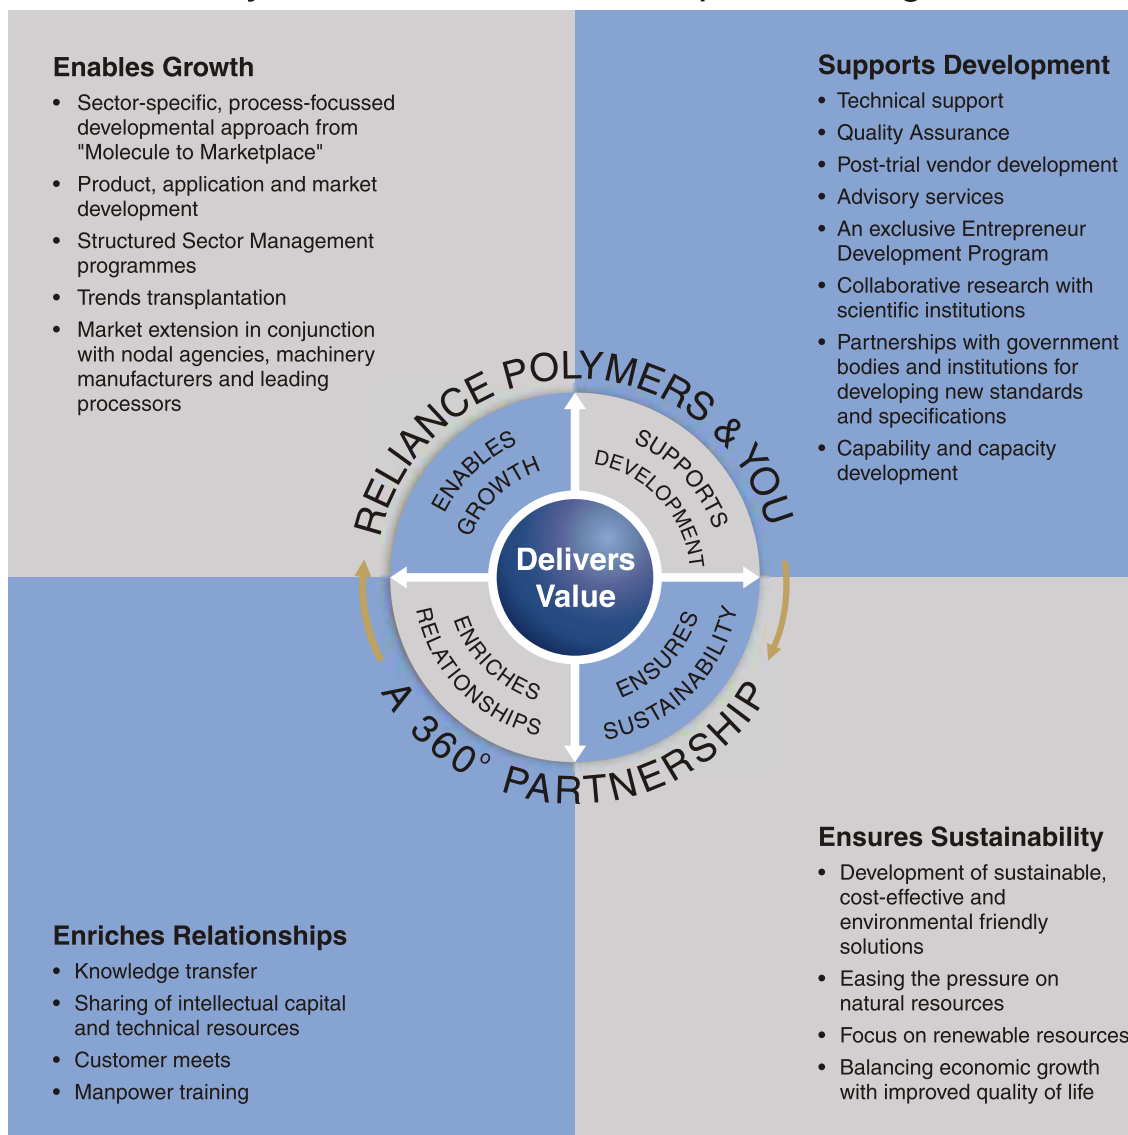 Enables Growth
• Sector-specific, process-focussed
developmental approach from
"Molecule to Marketplace"
• Product, application and market
development
• Structured Sector Management
programmes
• Trends transplantation
• Market extension in conjunction
with nodal agencies, machinery
manufacturers and leading
processors
Supports Development
• Technical support
• Quality Assurance
• Post-trial vendor development
• Advisory services
• An exclusive Entrepreneur
Development Program
• Collaborative research with
scientific institutions
• Partnerships with government
bodies and institutions for
developing new standards
and specifications
• Capability and capacity
development
RELIANCE POLYMERS & YOU
ENABLES
GROWTH
SUPPORTS
DEVELOPMENT
Delivers
Value
ENRICHES
RELATIONSHIPS
ENSURES
SUSTAINABILITY
A 360° PARTNERSHIP
Enriches Relationships
• Knowledge transfer
• Sharing of intellectual capital
and technical resources
• Customer meets
• Manpower training
Ensures Sustainability
• Development of sustainable,
cost-effective and
environmental friendly
solutions
• Easing the pressure on
natural resources
• Focus on renewable resources
• Balancing economic growth
with improved quality of life